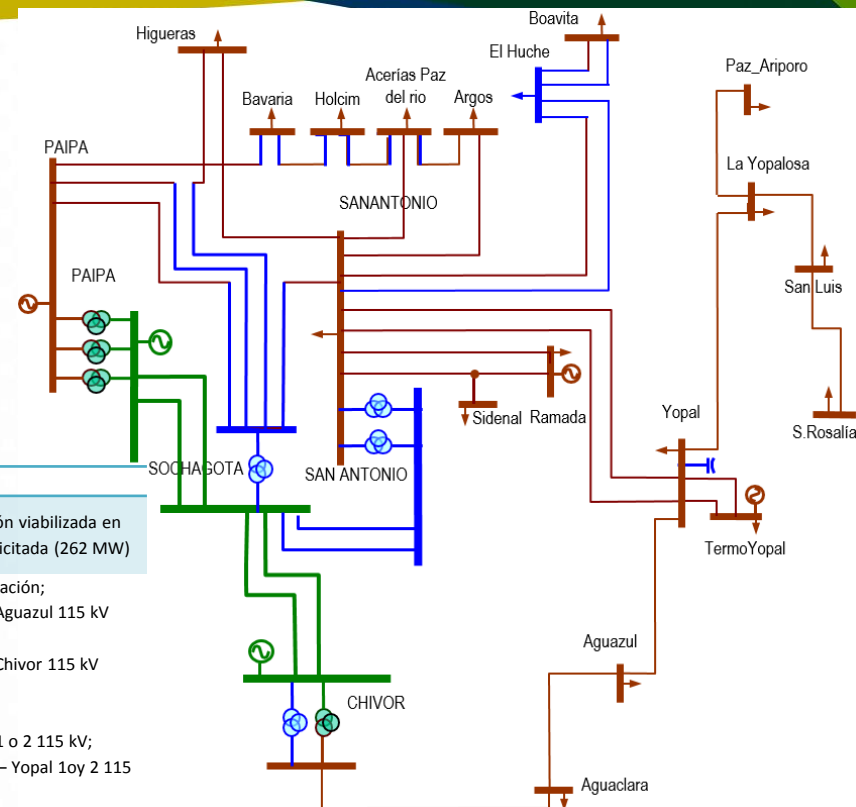 Higueras
Boavita
El Huche
Bavaria
Holcim
Acerías Paz
del rio
Argos
Paz_Ariporo
PAIPA
La Yopalosa
SANANTONIO
PAIPA
San Luis
Sidenal
Ramada
Yopal
S.Rosalía
SOCHAGOTA
SAN ANTONIO
TermoYopal
ón viabilizada en
icitada (262 MW)
ación;
Aguazul 115 kV
Chivor 115 kV
1 o 2 115 kV;
– Yopal 1oy 2 115
Aguazul
CHIVOR
Aguaclara